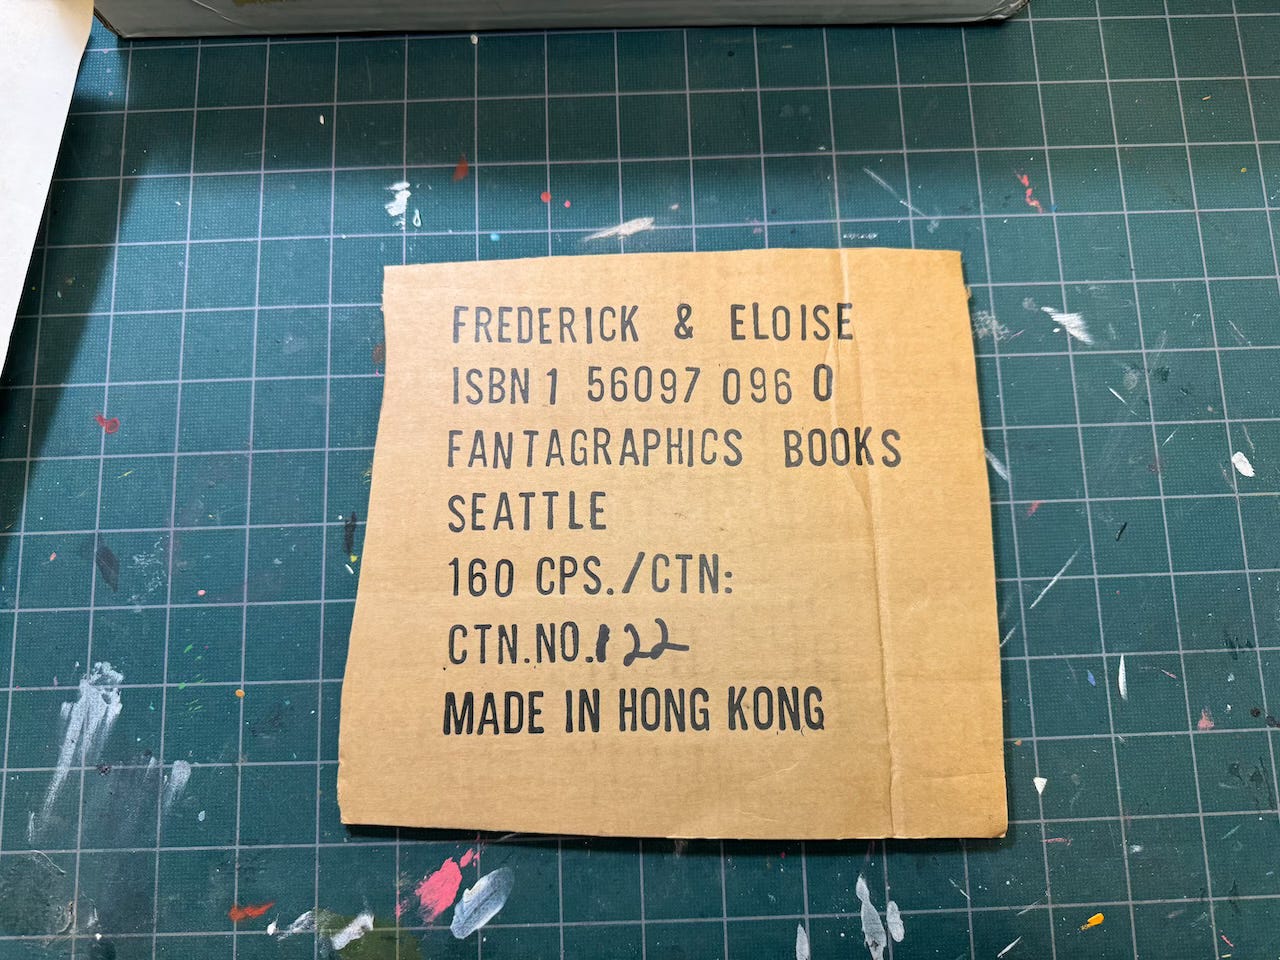 FREDERICK & ELOISE
ISBN 1 56097 096 0
FANTAGRAPHICS BOOKS
SEATTLE
160 CPS./CTN:
CTN.NO.122
MADE IN HONG KONG